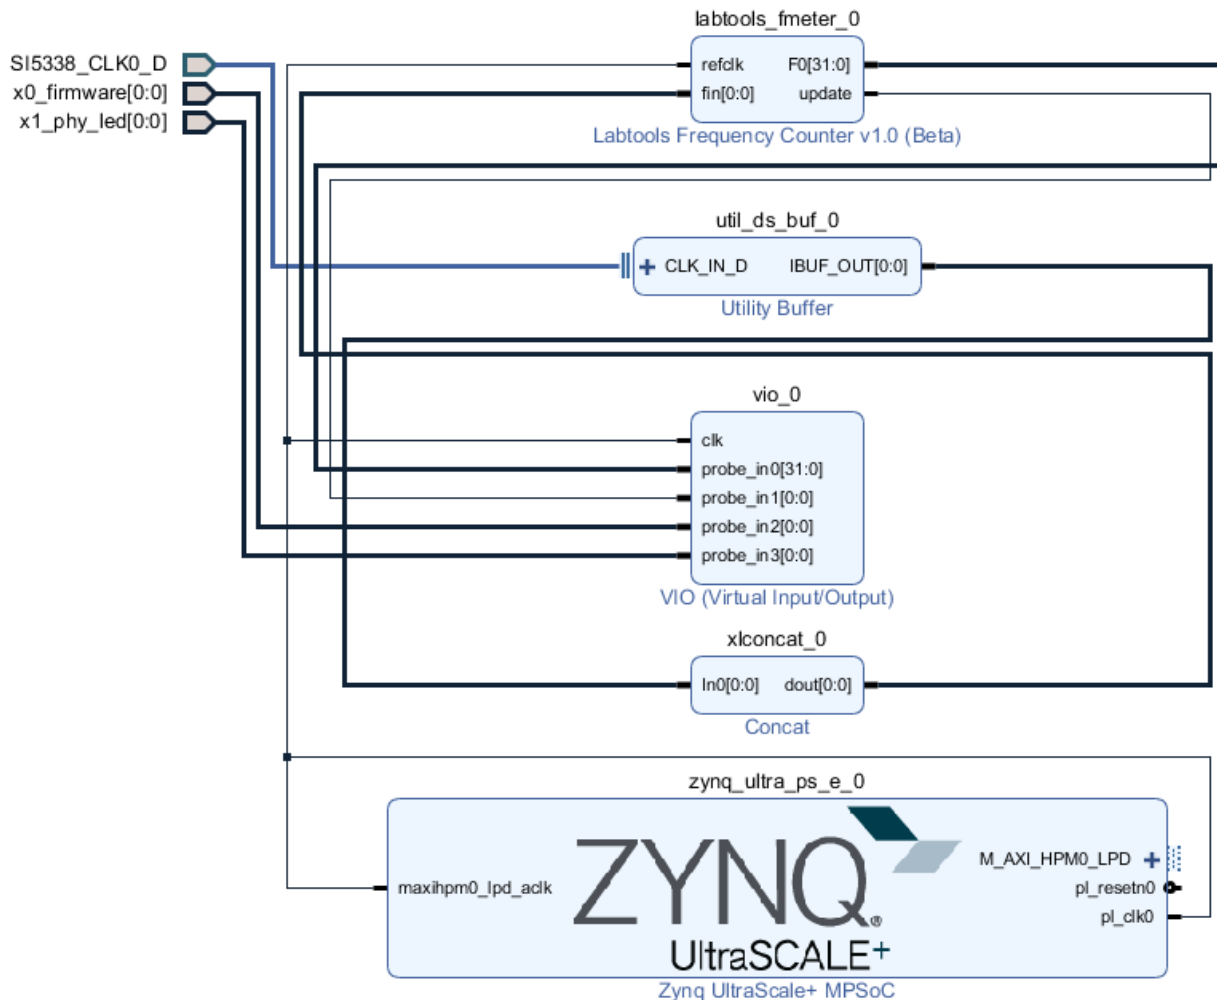 labtools_fmeter_0
SI5338_CLK0_D
x0_firmware[0:0]
x1_phy_led[0:0]
refclk F0[31:0]
fin[0:0] update
Labtools Frequency Counter v1.0 (Beta)
util_ds_buf_0
CLK_IN_D IBUF_OUT[0:0]
Utility Buffer
vio_0
clk
probe_in0[31:0]
probe_in1[0:0]
probe_in2[0:0]
probe_in3[0:0]
VIO (Virtual Input/Output)
xlconcat_0
In0[0:0] dout[0:0]
Concat
zynq_ultra_ps_e_0
maxihpm0_lpd_aclk
ZYNQ®
UltraSCALE+
M_AXI_HPM0_LPD
pl_resetn0
pl_clk0
Zynq UltraScale+ MPSoC